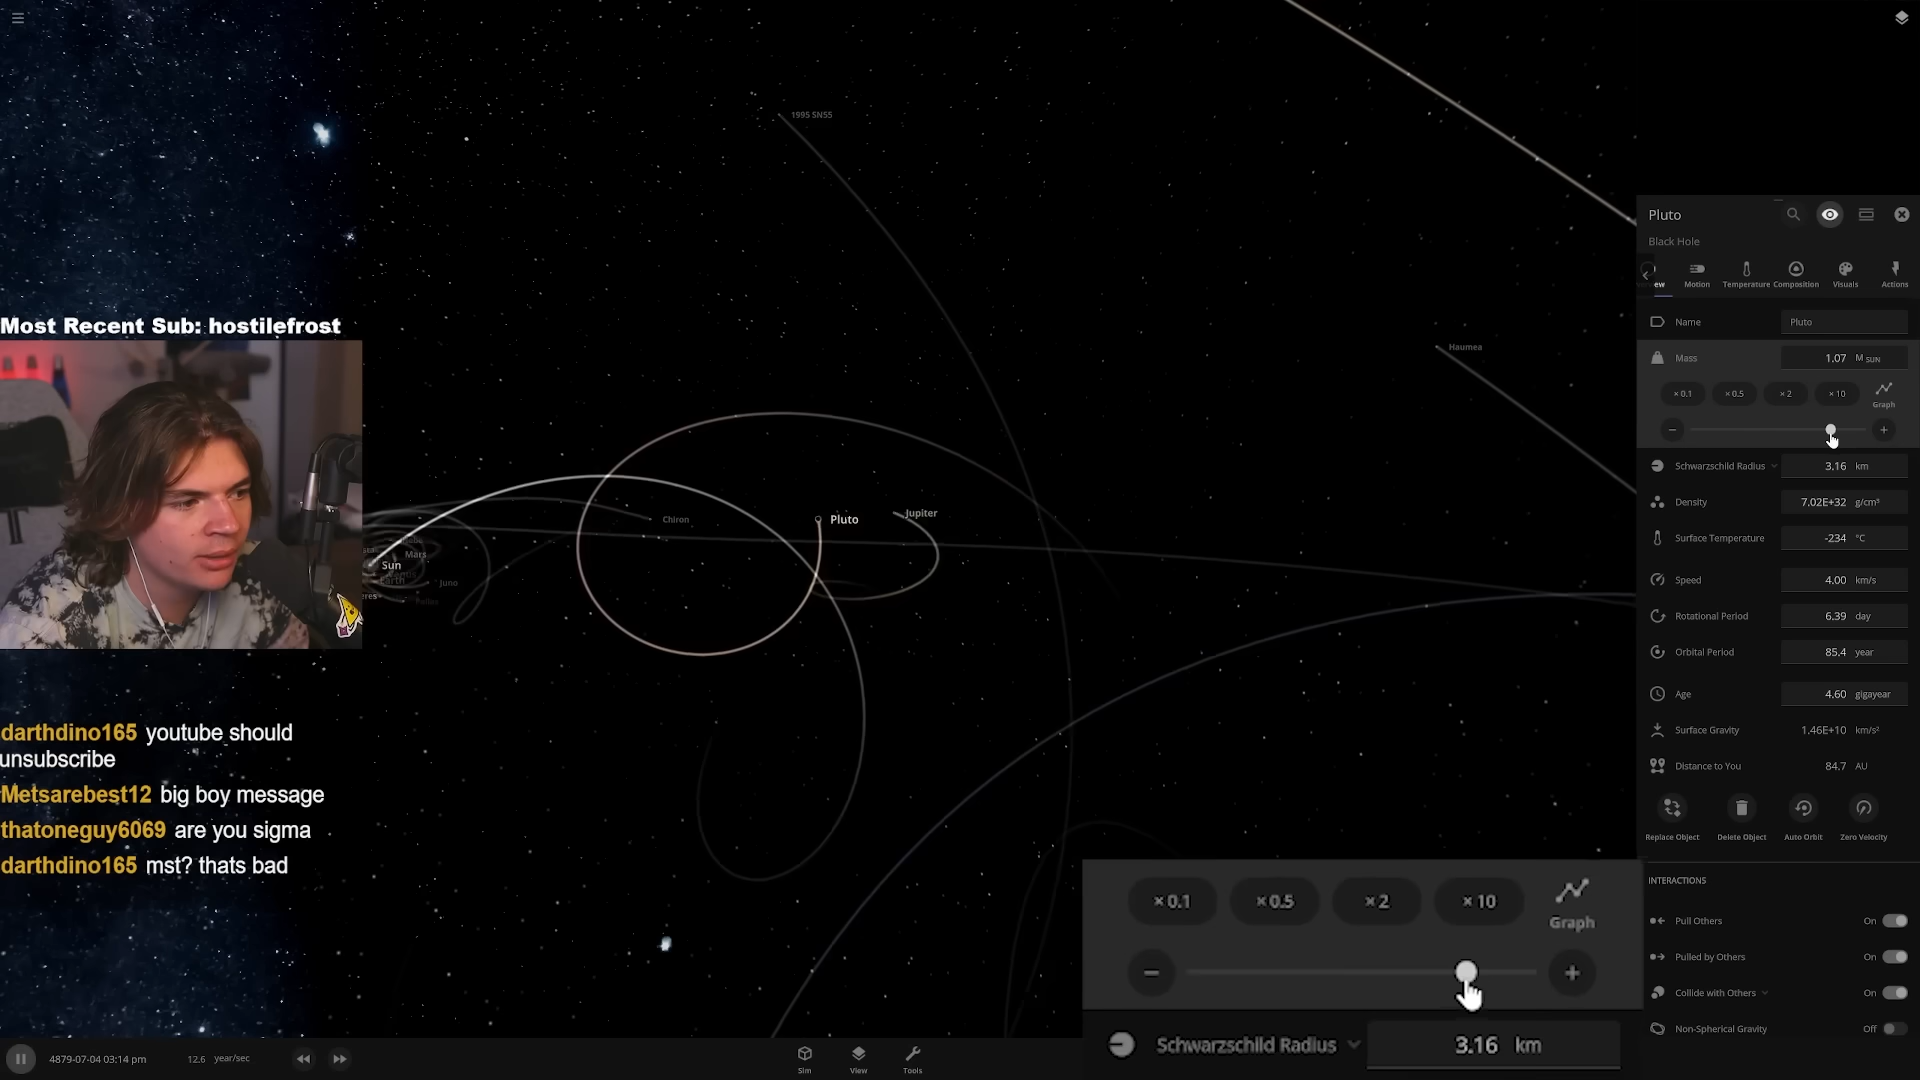 1995 SN55
Haumea
Chiron
Pluto
Jupiter
Mars
Sun
Earth
Juno
Most Recent Sub: hostilefrost
darthdino165 youtube should
unsubscribe
Metsarebest12 big boy message
thatoneguy6069 are you sigma
darthdino165 mst? thats bad
Pluto
Black Hole
Motion Temperature Composition Visuals Actions
Name Pluto
Mass 1.07 M SUN
×0.1 ×0.5 ×2 ×10 Graph
Schwarzschild Radius 3.16 km
Density 7.02E+32 g/cm³
Surface Temperature -234 °C
Speed 4.00 km/s
Rotational Period 6.39 day
Orbital Period 85.4 year
Age 4.60 gigayear
Surface Gravity 1.46E+10 km/s²
Distance to You 84.7 AU
Replace Object Delete Object Auto Orbit Zero Velocity
INTERACTIONS
Pull Others On
Pulled by Others On
Collide with Others On
Non-Spherical Gravity Off
×0.1 ×0.5 ×2 ×10 Graph
Schwarzschild Radius 3.16 km
4879-07-04 03:14 pm 12.6 year/sec
Sim View Tools